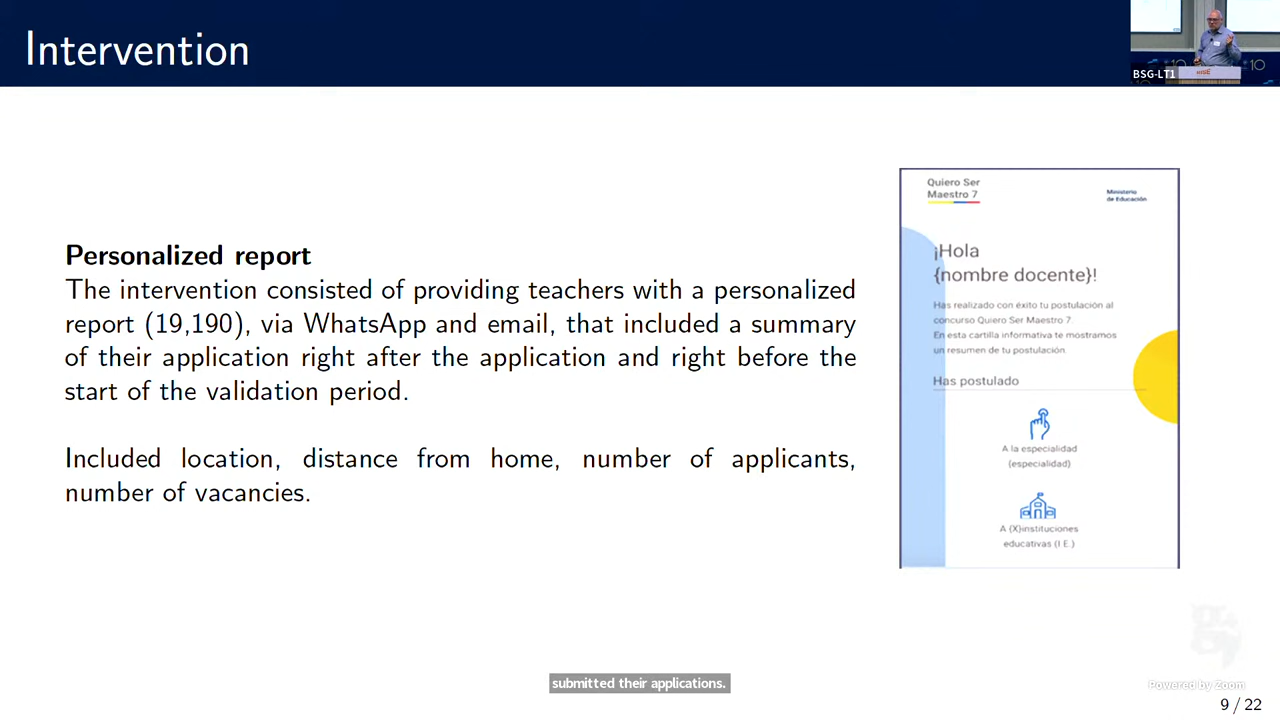 Intervention
BSG-LT1
Personalized report
The intervention consisted of providing teachers with a personalized
report (19,190), via WhatsApp and email, that included a summary
of their application right after the application and right before the
start of the validation period.
Included location, distance from home, number of applicants,
number of vacancies.
Quiero Ser
Maestro 7
Ministerio
de Educación
¡Hola
{nombre docente}!
Has realizado con éxito tu postulación al
concurso Quiero Ser Maestro 7.
En esta cartilla informativa te mostramos
un resumen de tu postulación.
Has postulado
A la especialidad
{especialidad}
A {X}instituciones
educativas (I.E.)
submitted their applications.
Powered by Zoom
9 / 22